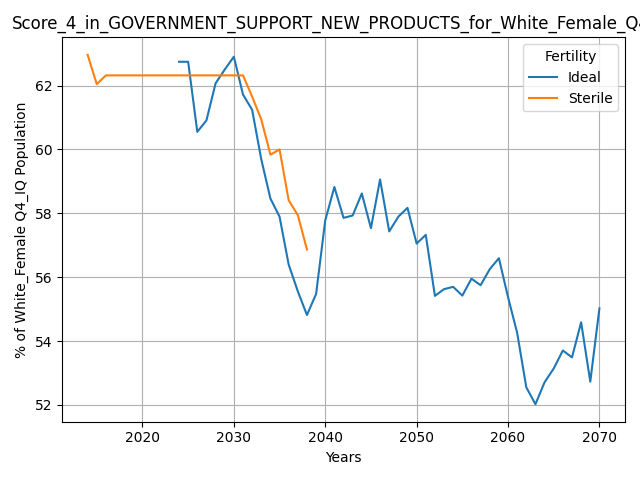 Score_4_in_GOVERNMENT_SUPPORT_NEW_PRODUCTS_for_White_Female_Q4
Fertility
Ideal
Sterile
% of White_Female Q4_IQ Population
62
60
58
56
54
52
2020 2030 2040 2050 2060 2070
Years